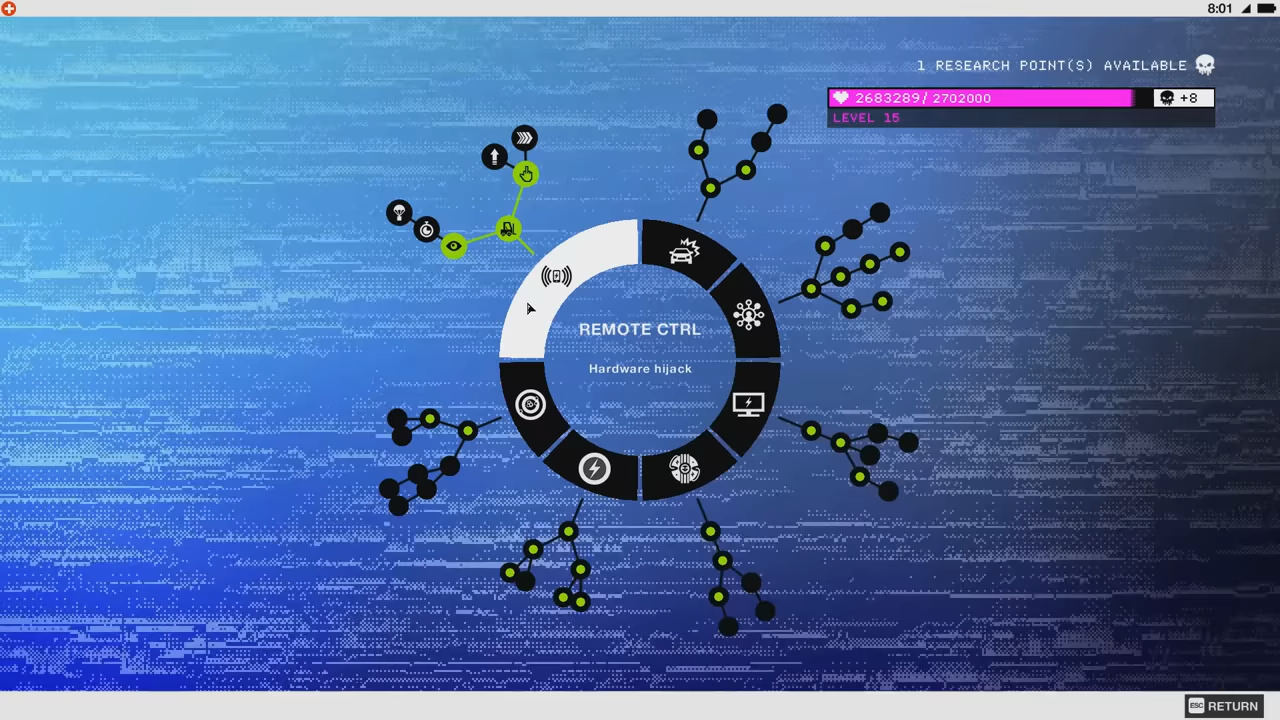 8:01
1 RESEARCH POINT(S) AVAILABLE
2683289/2702000
+8
LEVEL 15
REMOTE CTRL
Hardware hijack
ESC RETURN